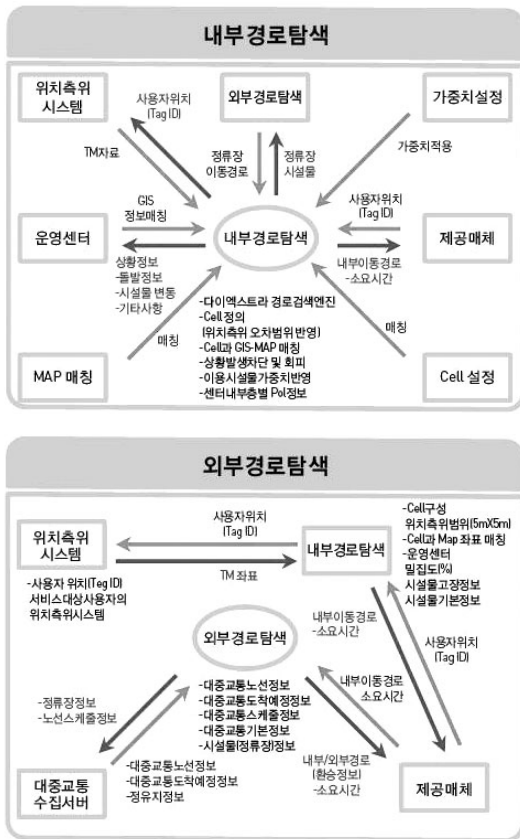 내부경로탐색
위치측위
시스템
사용자위치
(Tag ID)
외부경로탐색
가중치설정
TM자료
정류장
이동경로
정류장
시설물
가중치적용
GIS
정보매칭
사용자위치
(Tag ID)
운영센터
내부경로탐색
제공매체
상황정보
-돌발정보
-시설물 변동
-기타사항
내부이동경로
-소요시간
-다이엑스트라 경로검색엔진
-Cell 정의
(위치측위 오차범위 반영)
-Cell과 GIS-MAP 매칭
-상황발생차단 및 회피
-이용시설물가중치반영
-센터내부층별 PoI정보
매칭
매칭
MAP 매칭
Cell 설정
외부경로탐색
위치측위
시스템
사용자위치
(Tag ID)
내부경로탐색
-Cell구성
위치측위범위(5mX5m)
-Cell과 Map 좌표 매칭
-운영센터
밀집도(%)
시설물고장정보
시설물기본정보
TM 좌표
-사용자 위치(Teg ID)
서비스대상사용자의
위치측위시스템
외부경로탐색
내부이동경로
-소요시간
사용자위치
(Tag ID)
내부이동경로
소요시간
-정류장정보
-노선스케줄정보
-대중교통노선정보
-대중교통도착예정정보
-대중교통스케줄정보
-대중교통기본정보
-시설물(정류장)정보
대중교통
수집서버
-대중교통노선정보
-대중교통도착예정정보
-정유지정보
내부/외부경로
(환승정보)
-소요시간
제공매체